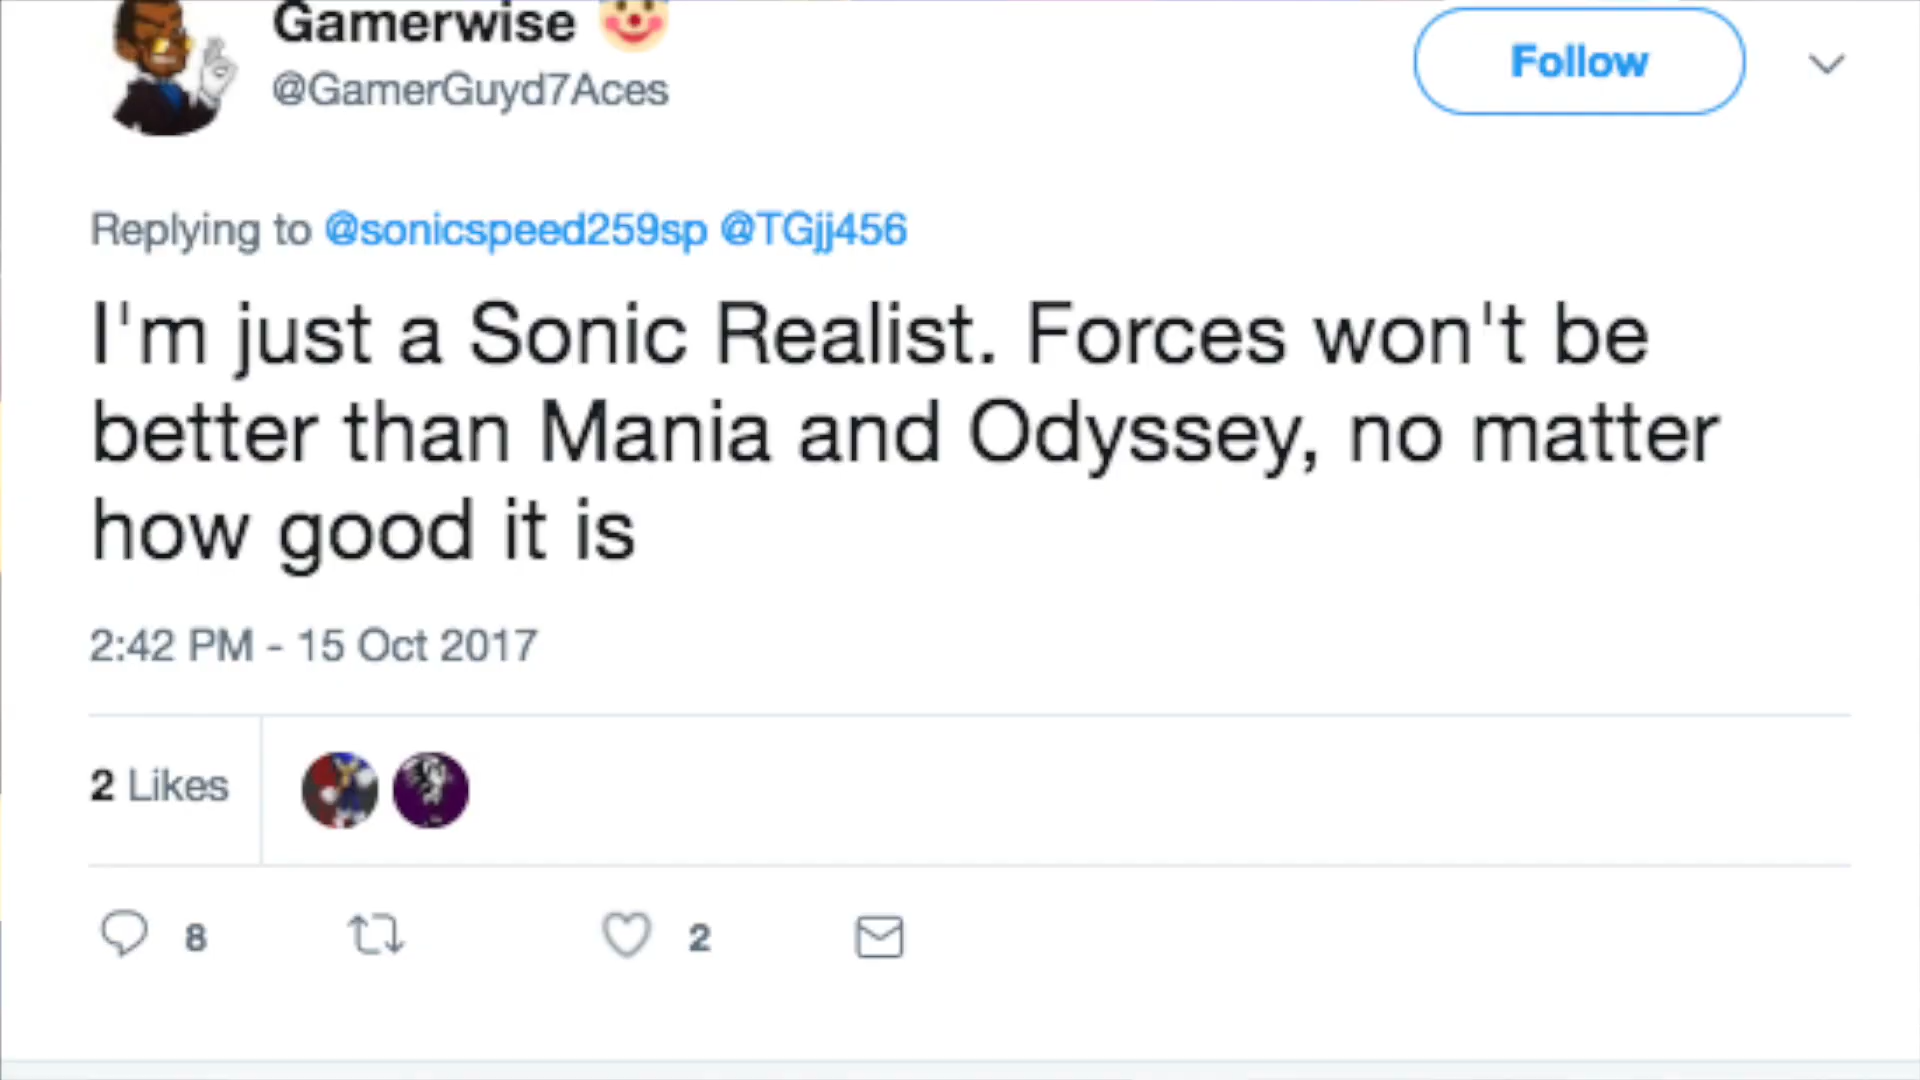 Gamerwise 🤡
@GamerGuyd7Aces
Follow
Replying to @sonicspeed259sp @TGjj456
I'm just a Sonic Realist. Forces won't be
better than Mania and Odyssey, no matter
how good it is
2:42 PM - 15 Oct 2017
2 Likes
8
2